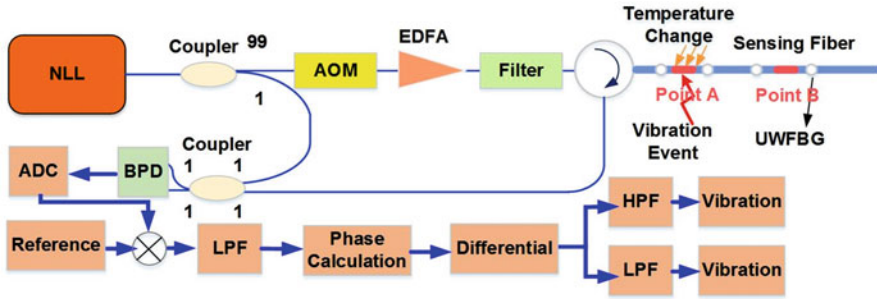 NLL
Coupler
99
1
AOM
EDFA
Filter
Temperature
Change
Sensing Fiber
Point A
Point B
Vibration
Event
UWFBG
Coupler
1
1
1
1
BPD
ADC
Reference
LPF
Phase
Calculation
Differential
HPF
Vibration
LPF
Vibration